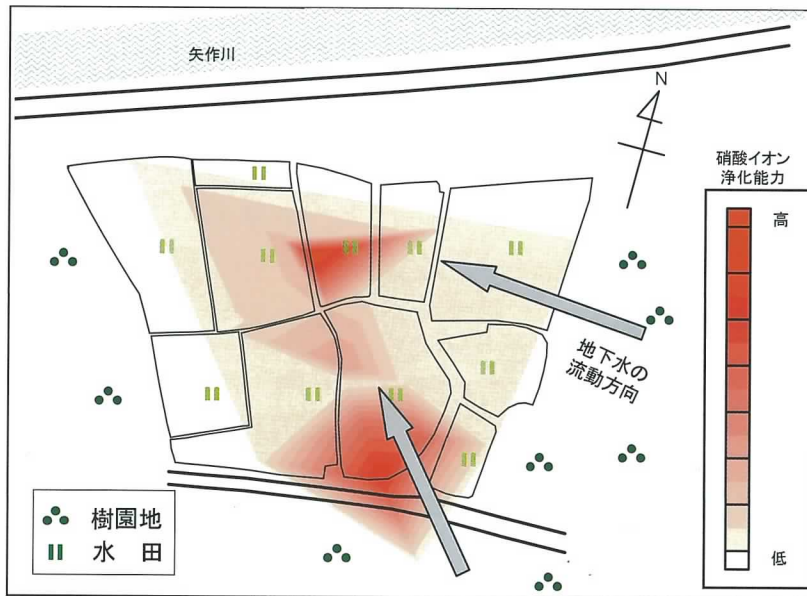 矢作川
N
硝酸イオン
浄化能力
高
地下水の
流動方向
樹園地
水田
低